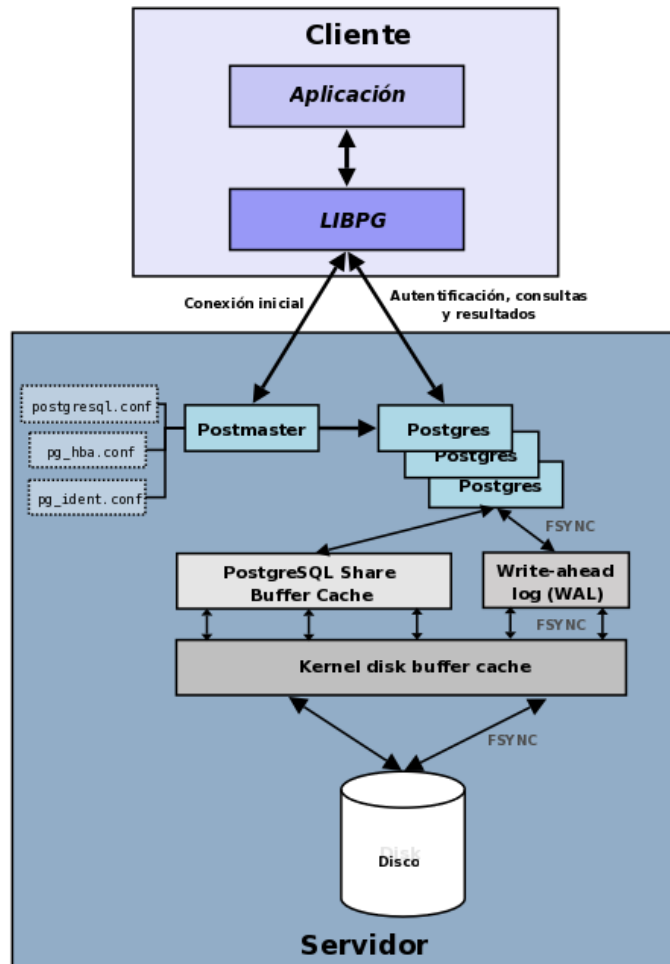 Cliente
Aplicación
LIBPG
Conexión inicial
Autentificación, consultas
y resultados
postgresql.conf
pg_hba.conf
pg_ident.conf
Postmaster
Postgres
Postgres
Postgres
FSYNC
PostgreSQL Share
Buffer Cache
Write-ahead
log (WAL)
FSYNC
Kernel disk buffer cache
FSYNC
Disk
Disco
Servidor